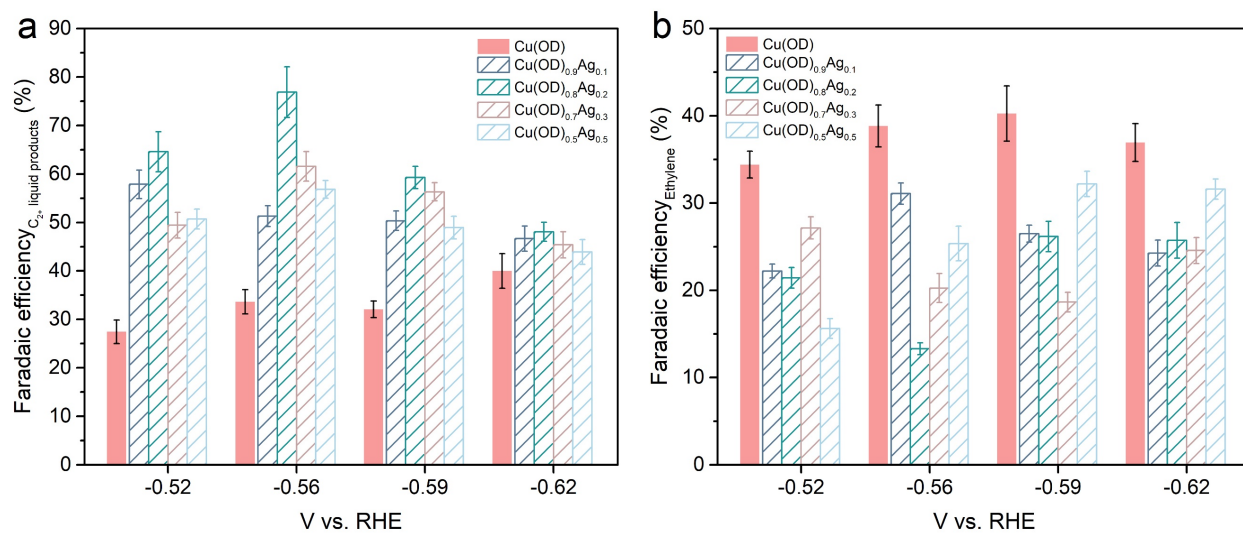 a
Faradaic efficiency C2+ liquid products (%)
90
80
70
60
50
40
30
20
10
0
Cu(OD)
Cu(OD)0.9Ag0.1
Cu(OD)0.8Ag0.2
Cu(OD)0.7Ag0.3
Cu(OD)0.5Ag0.5
-0.52 -0.56 -0.59 -0.62
V vs. RHE
b
Faradaic efficiency Ethylene (%)
50
40
30
20
10
0
Cu(OD)
Cu(OD)0.9Ag0.1
Cu(OD)0.8Ag0.2
Cu(OD)0.7Ag0.3
Cu(OD)0.5Ag0.5
-0.52 -0.56 -0.59 -0.62
V vs. RHE